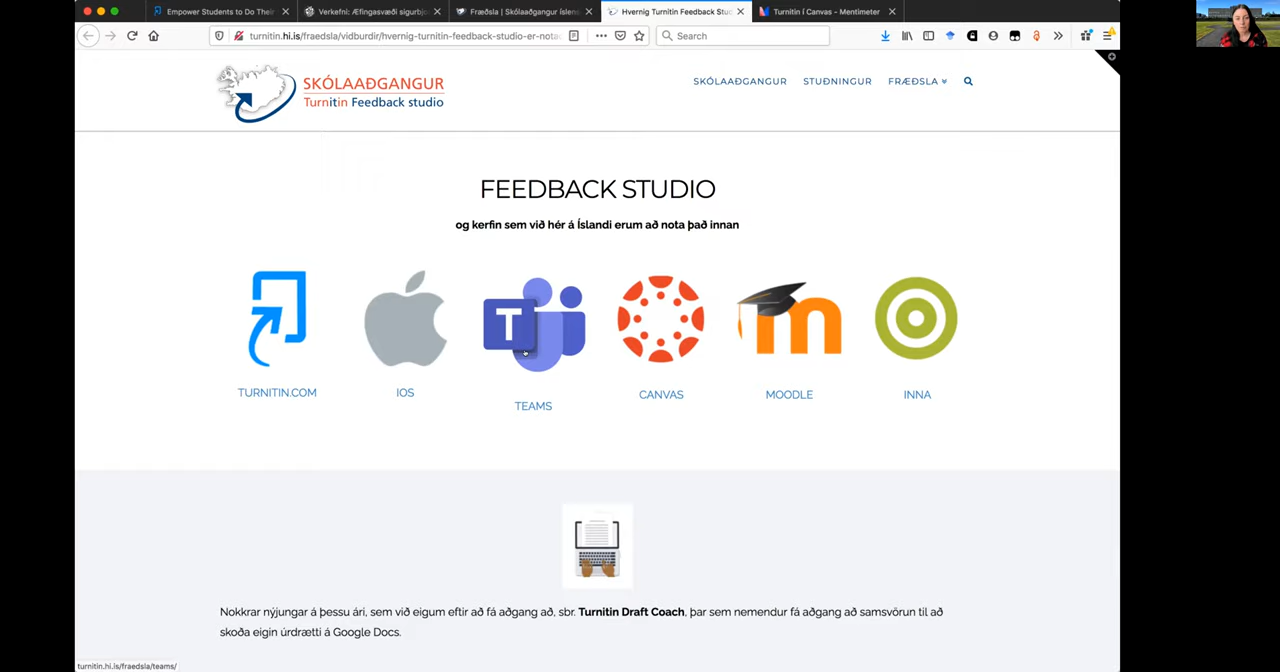 Empower Students to Do Their
Verkefni: Æfingasvæði sigurbjc
Fræðsla | Skólaaðgangur íslens
Hvernig Turnitin Feedback Stud
Turnitin í Canvas - Mentimeter
turnitin.hi.is/fraedsla/vidburdir/hvernig-turnitin-feedback-studio-er-nota
Search
SKÓLAAÐGANGUR
Turnitin Feedback studio
SKÓLAAÐGANGUR
STUÐNINGUR
FRÆÐSLA
FEEDBACK STUDIO
og kerfin sem við hér á Íslandi erum að nota það innan
T
m
TURNITIN.COM
IOS
TEAMS
CANVAS
MOODLE
INNA
Nokkrar nýjungar á þessu ári, sem við eigum eftir að fá aðgang að, sbr. Turnitin Draft Coach, þar sem nemendur fá aðgang að samsvörun til að
skoða eigin úrdrætti á Google Docs.
turnitin.hi.is/fraedsla/teams/